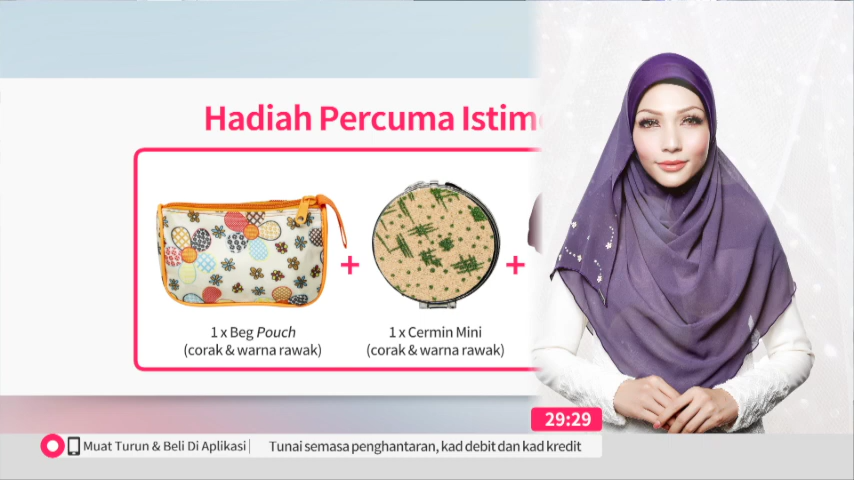 Hadiah Percuma
1 x Beg Pouch
(corak & warna rawak)
+
1 x Cermin Mini
(corak & warna rawak)
+
29:29
Muat Turun & Beli Di Aplikasi
Tunai semasa penghantaran, kad debit dan kad kredit